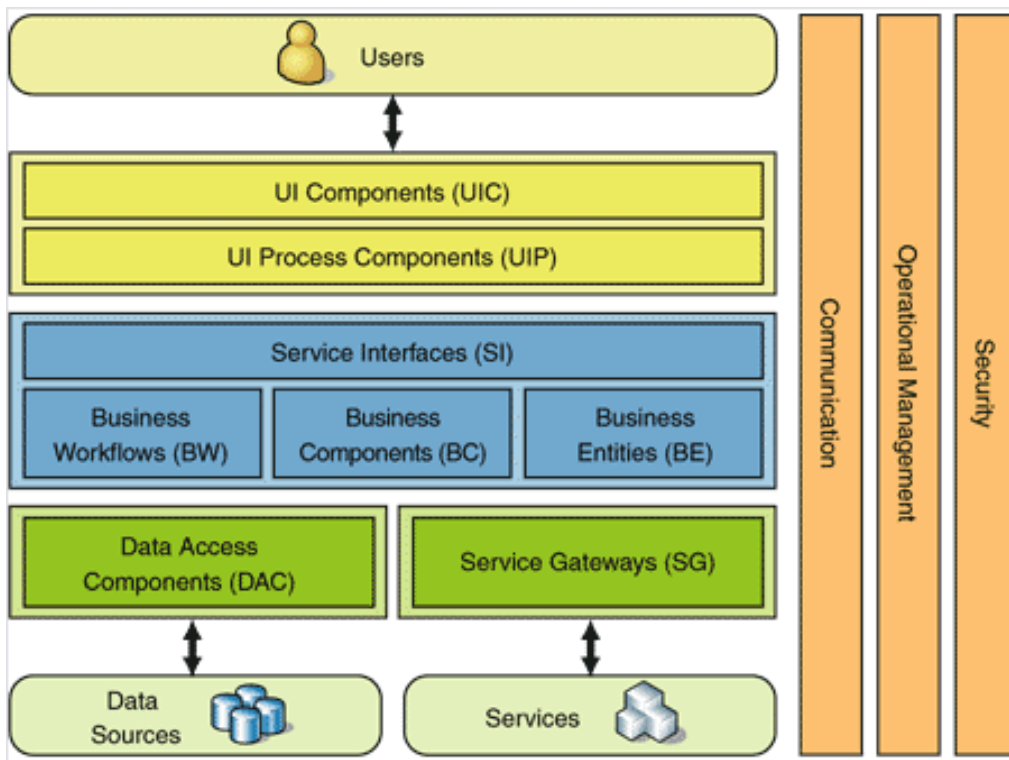 Users
UI Components (UIC)
UI Process Components (UIP)
Service Interfaces (SI)
Business
Workflows (BW)
Business
Components (BC)
Business
Entities (BE)
Data Access
Components (DAC)
Service Gateways (SG)
Data
Sources
Services
Communication
Operational Management
Security